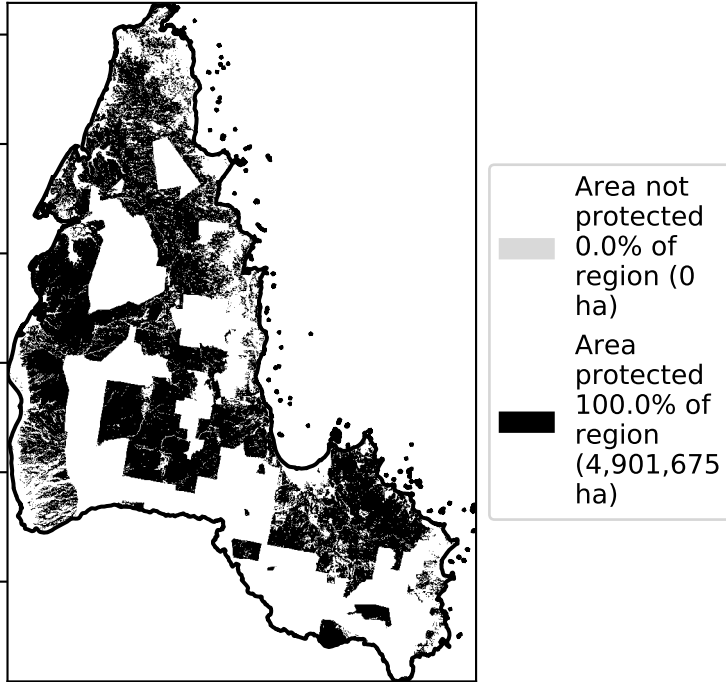 Area not
protected
0.0% of
region (0
ha)
Area
protected
100.0% of
region
(4,901,675
ha)